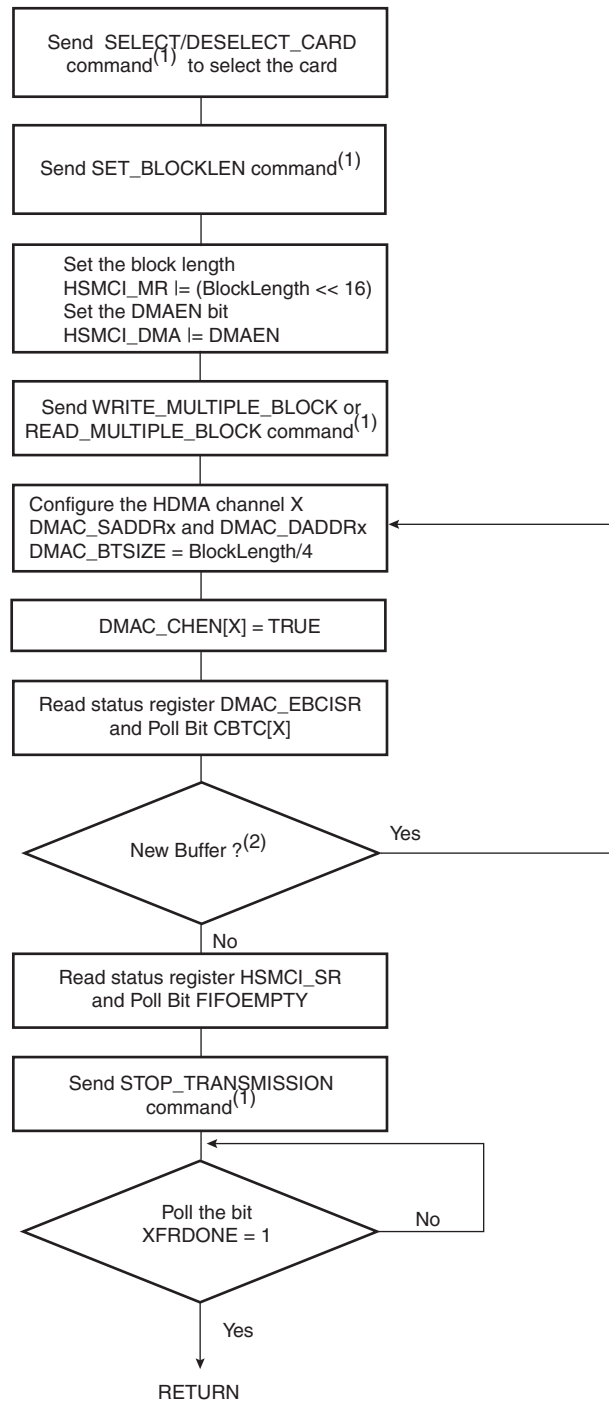 Send SELECT/DESELECT_CARD
command(1) to select the card
Send SET_BLOCKLEN command(1)
Set the block length
HSMCI_MR |= (BlockLength << 16)
Set the DMAEN bit
HSMCI_DMA |= DMAEN
Send WRITE_MULTIPLE_BLOCK or
READ_MULTIPLE_BLOCK command(1)
Configure the HDMA channel X
DMAC_SADDRx and DMAC_DADDRx
DMAC_BTSIZE = BlockLength/4
DMAC_CHEN[X] = TRUE
Read status register DMAC_EBCISR
and Poll Bit CBTC[X]
New Buffer ?(2)
Yes
No
Read status register HSMCI_SR
and Poll Bit FIFOEMPTY
Send STOP_TRANSMISSION
command(1)
Poll the bit
XFRDONE = 1
No
Yes
RETURN